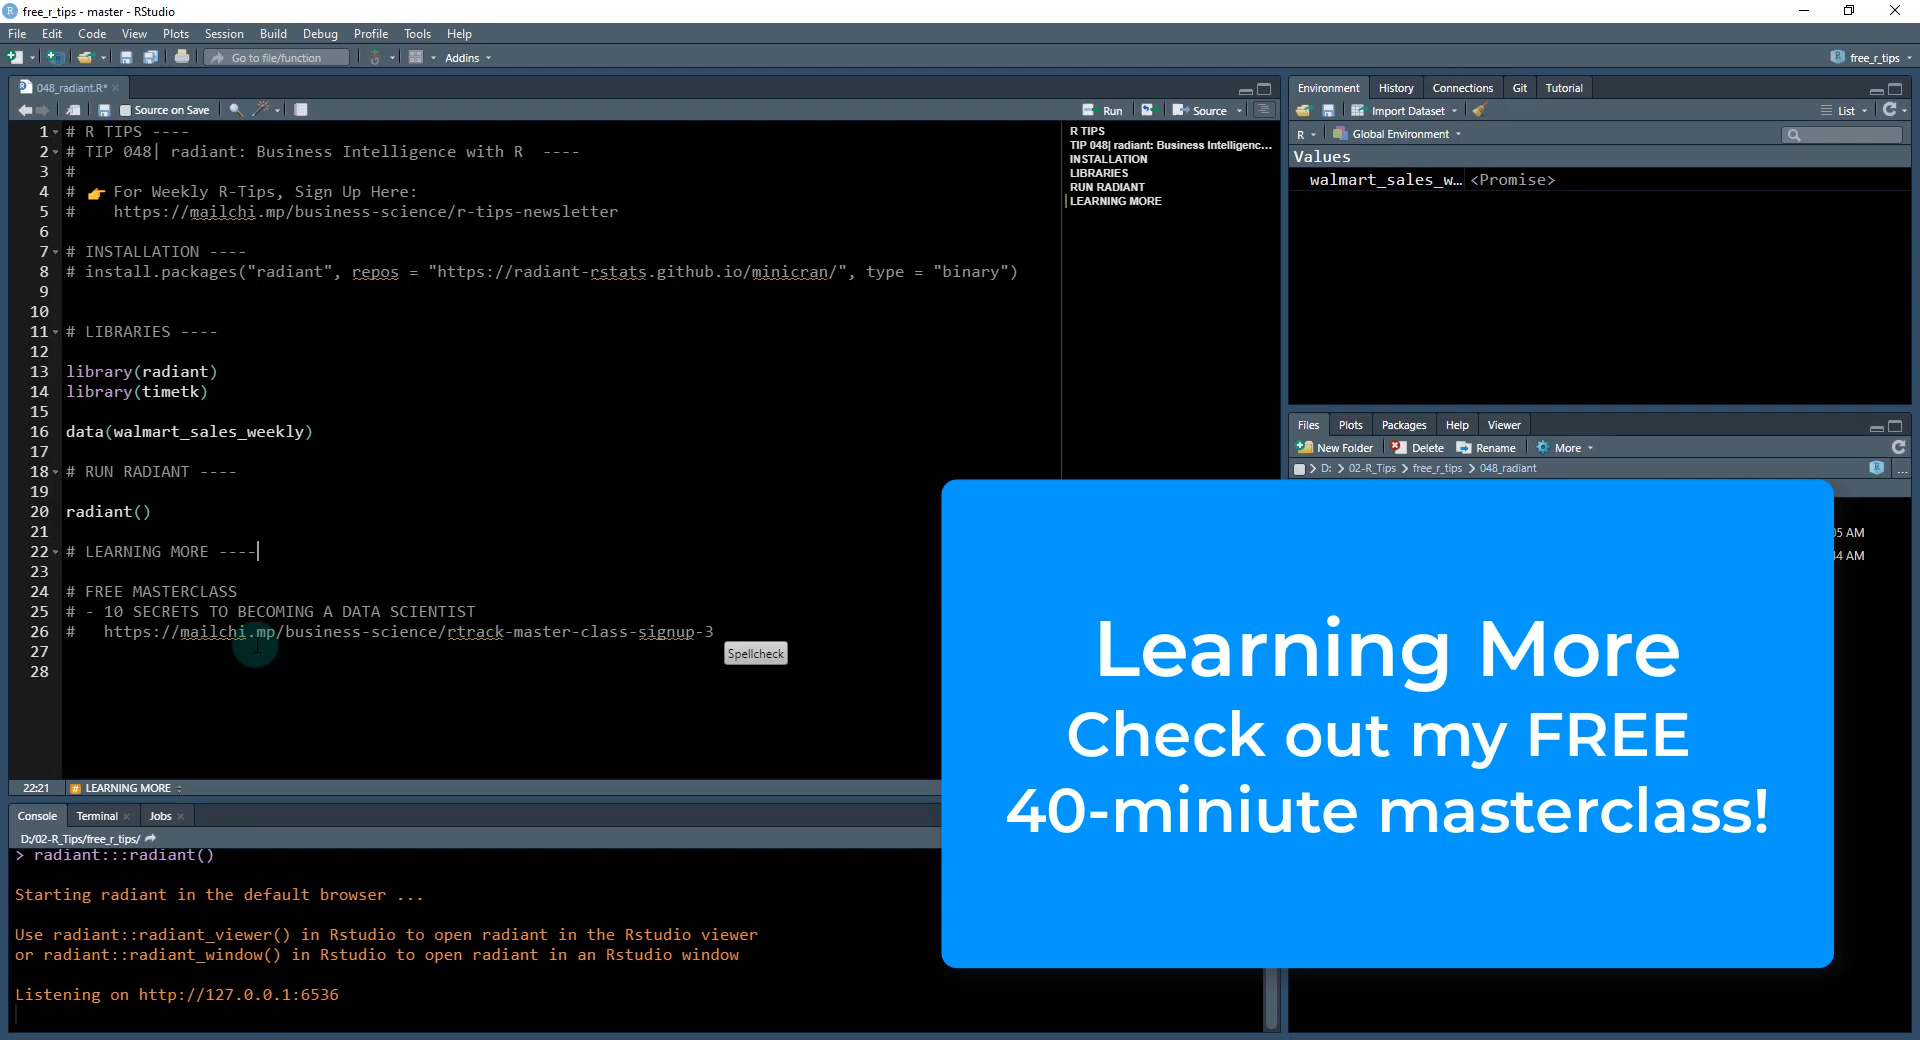 free_r_tips - master - RStudio
File Edit Code View Plots Session Build Debug Profile Tools Help
Go to file/function Addins free_r_tips
048_radiant.R*
Source on Save Run Source
1 # R TIPS ----
2 # TIP 048| radiant: Business Intelligence with R ----
3 #
4 # 👉 For Weekly R-Tips, Sign Up Here:
5 # https://mailchi.mp/business-science/r-tips-newsletter
6
7 # INSTALLATION ----
8 # install.packages("radiant", repos = "https://radiant-rstats.github.io/minicran/", type = "binary")
9
10
11 # LIBRARIES ----
12
13 library(radiant)
14 library(timetk)
15
16 data(walmart_sales_weekly)
17
18 # RUN RADIANT ----
19
20 radiant()
21
22 # LEARNING MORE ----
23
24 # FREE MASTERCLASS
25 # - 10 SECRETS TO BECOMING A DATA SCIENTIST
26 # https://mailchi.mp/business-science/rtrack-master-class-signup-3
27
28
Spellcheck
R TIPS
TIP 048| radiant: Business Intelligenc...
INSTALLATION
LIBRARIES
RUN RADIANT
LEARNING MORE
22:21 # LEARNING MORE
Console Terminal Jobs
D:/02-R_Tips/free_r_tips/
> radiant:::radiant()
Starting radiant in the default browser ...
Use radiant::radiant_viewer() in Rstudio to open radiant in the Rstudio viewer
or radiant::radiant_window() in Rstudio to open radiant in an Rstudio window
Listening on http://127.0.0.1:6536
Environment History Connections Git Tutorial
Import Dataset List
R Global Environment
Values
walmart_sales_w… <Promise>
Files Plots Packages Help Viewer
New Folder Delete Rename More
D: > 02-R_Tips > free_r_tips > 048_radiant ...
AM
AM
Learning More
Check out my FREE
40-miniute masterclass!